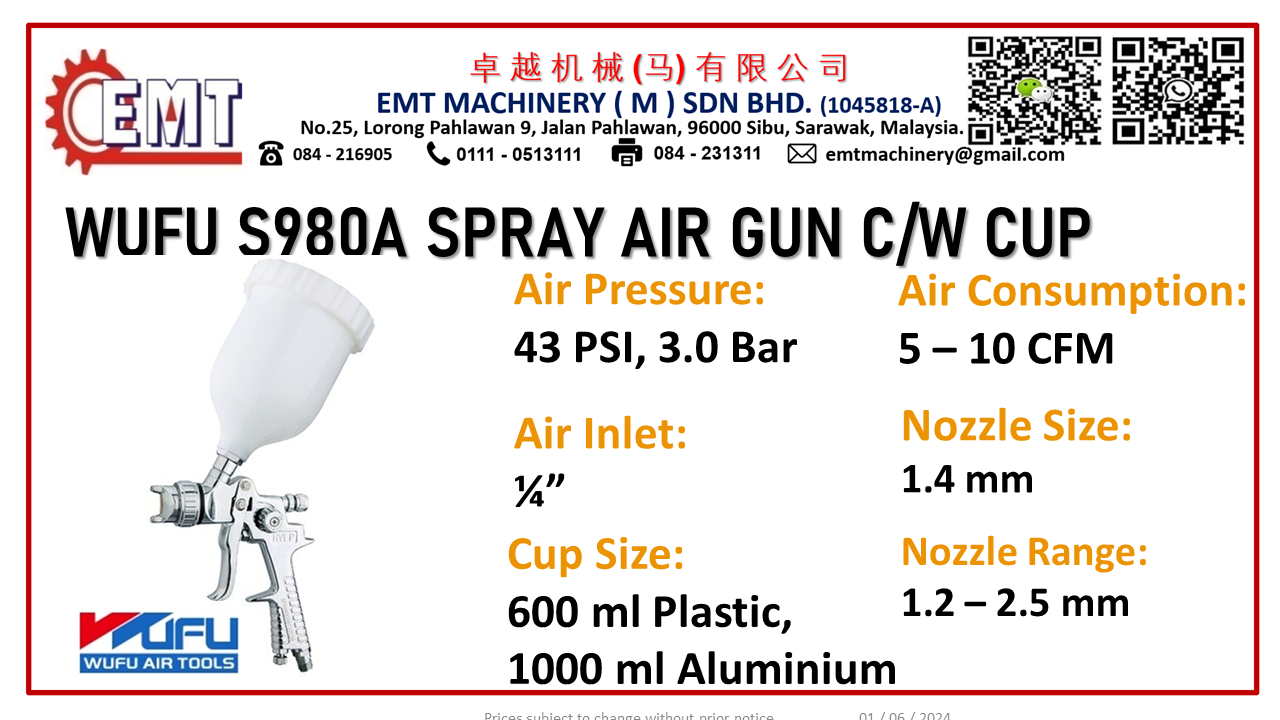 EMT
卓越机械(马)有限公司
EMT MACHINERY ( M ) SDN BHD. (1045818-A)
No.25, Lorong Pahlawan 9, Jalan Pahlawan, 96000 Sibu, Sarawak, Malaysia.
084 - 216905 0111 - 0513111 084 - 231311 emtmachinery@gmail.com
WUFU S980A SPRAY AIR GUN C/W CUP
Air Pressure:
43 PSI, 3.0 Bar
Air Consumption:
5 – 10 CFM
Air Inlet:
¼”
Nozzle Size:
1.4 mm
Cup Size:
600 ml Plastic,
1000 ml Aluminium
Nozzle Range:
1.2 – 2.5 mm
WUFU
WUFU AIR TOOLS
Prices subject to change without prior notice 01 / 06 / 2024